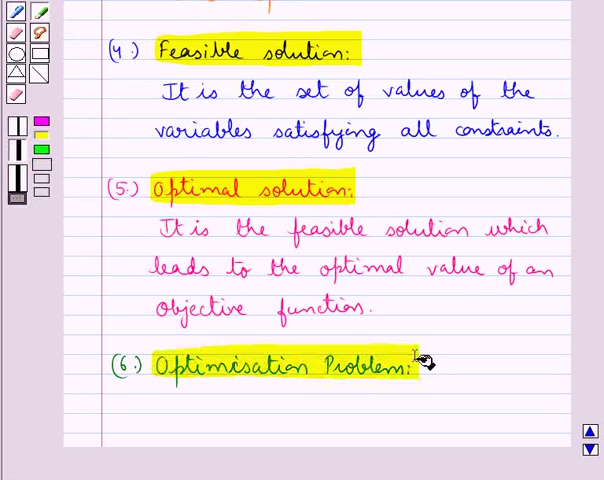 (4.) Feasible solution:
It is the set of values of the
variables satisfying all constraints.
(5.) Optimal solution:
It is the feasible solution which
leads to the optimal value of an
objective function.
(6.) Optimisation Problem: